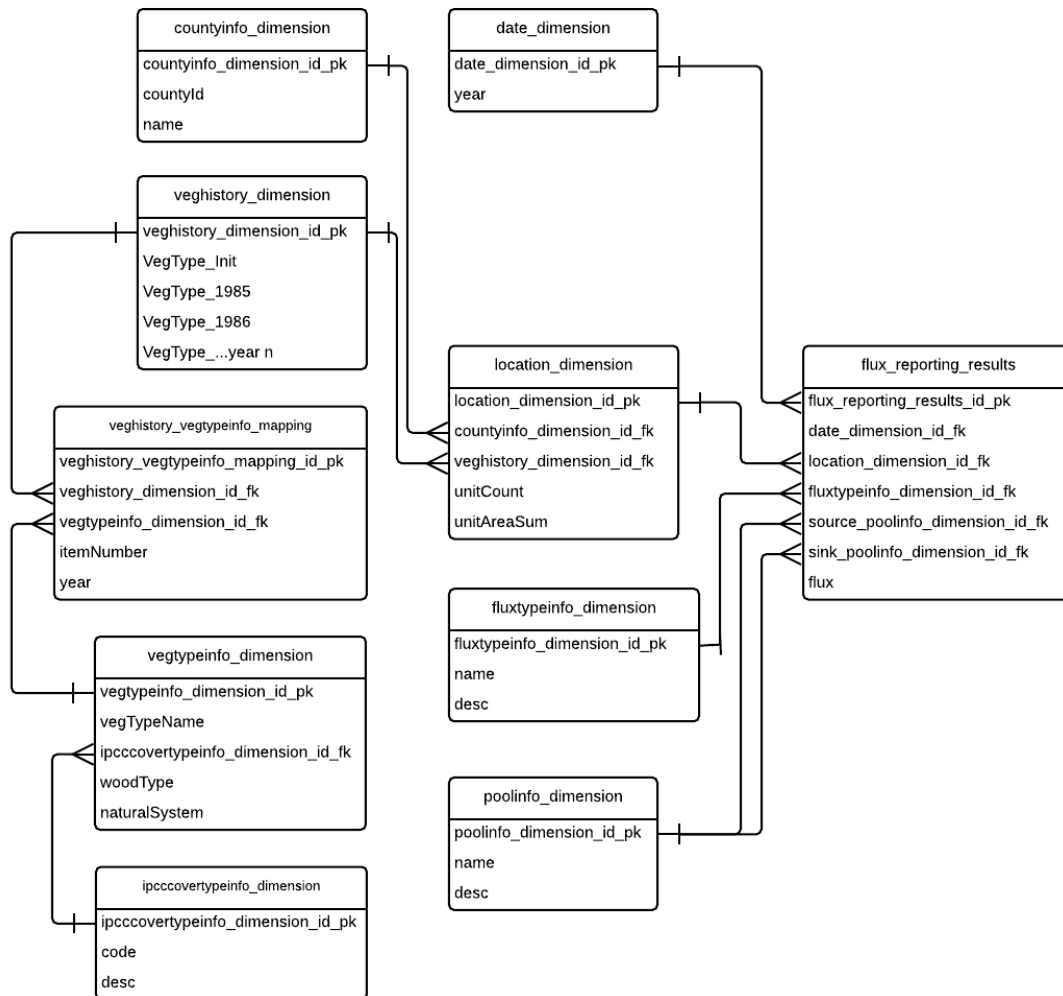 countyinfo_dimension
countyinfo_dimension_id_pk
countyId
name
date_dimension
date_dimension_id_pk
year
veghistory_dimension
veghistory_dimension_id_pk
VegType_Init
VegType_1985
VegType_1986
VegType_...year n
location_dimension
location_dimension_id_pk
countyinfo_dimension_id_fk
veghistory_dimension_id_fk
unitCount
unitAreaSum
flux_reporting_results
flux_reporting_results_id_pk
date_dimension_id_fk
location_dimension_id_fk
fluxtypeinfo_dimension_id_fk
source_poolinfo_dimension_id_fk
sink_poolinfo_dimension_id_fk
flux
veghistory_vegtypeinfo_mapping
veghistory_vegtypeinfo_mapping_id_pk
veghistory_dimension_id_fk
vegtypeinfo_dimension_id_fk
itemNumber
year
fluxtypeinfo_dimension
fluxtypeinfo_dimension_id_pk
name
desc
vegtypeinfo_dimension
vegtypeinfo_dimension_id_pk
vegTypeName
ipcccovertypeinfo_dimension_id_fk
woodType
naturalSystem
poolinfo_dimension
poolinfo_dimension_id_pk
name
desc
ipcccovertypeinfo_dimension
ipcccovertypeinfo_dimension_id_pk
code
desc